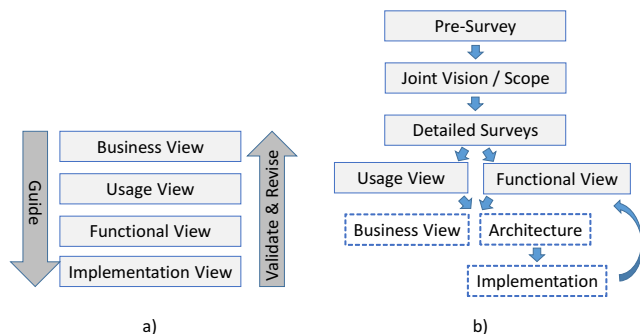 Guide
Business View
Usage View
Functional View
Implementation View
Validate & Revise
a)
Pre-Survey
Joint Vision / Scope
Detailed Surveys
Usage View
Functional View
Business View
Architecture
Implementation
b)